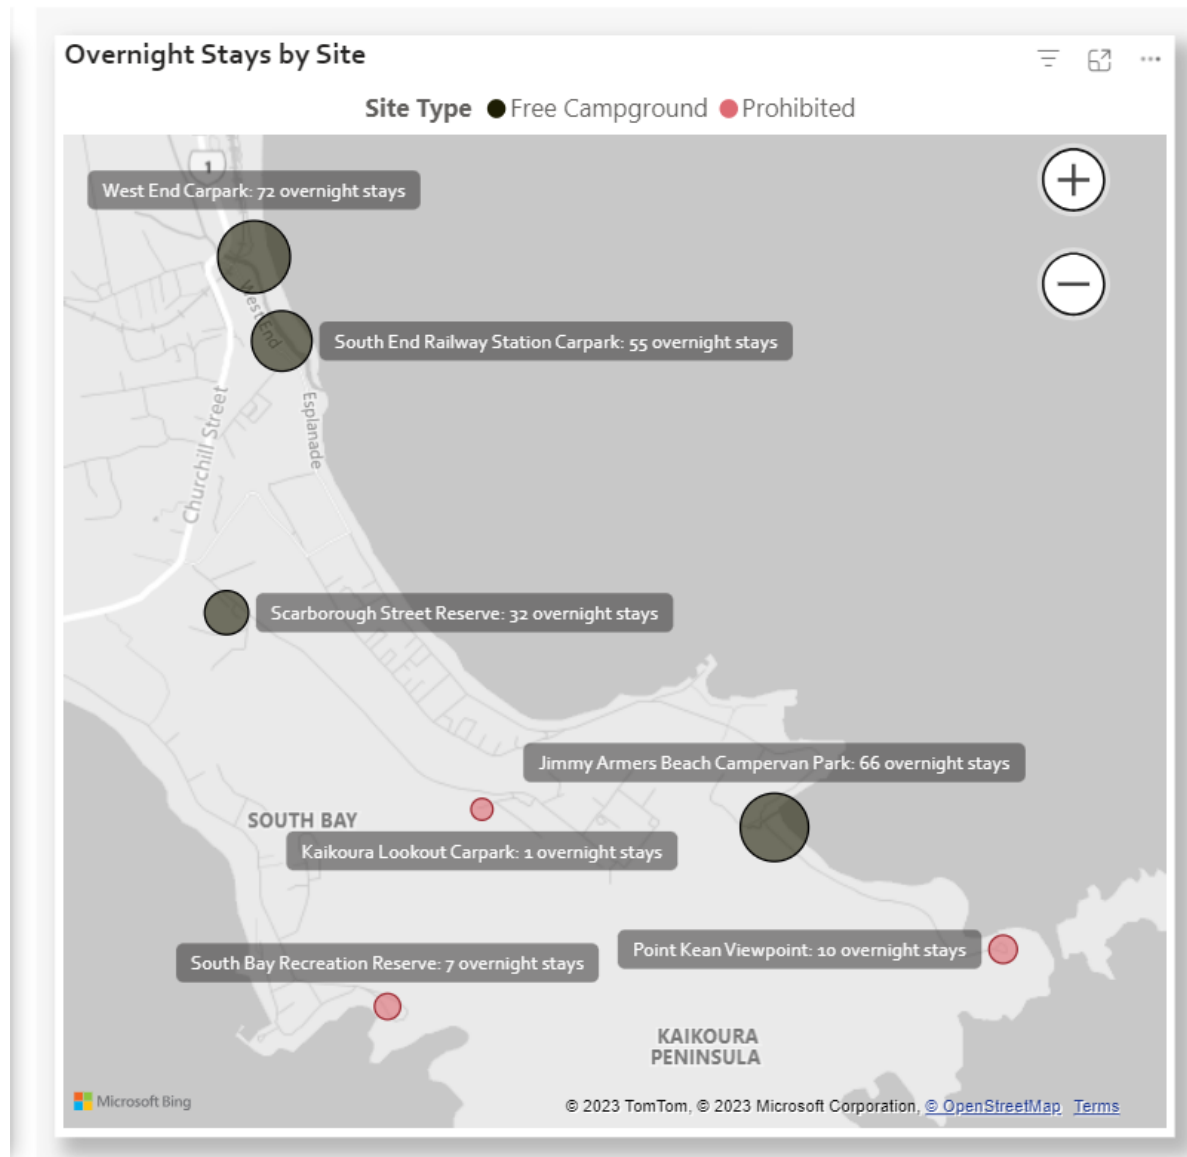 Overnight Stays by Site
Site Type Free Campground Prohibited
1
West End Carpark: 72 overnight stays
West End
South End Railway Station Carpark: 55 overnight stays
Esplanade
Churchill Street
Scarborough Street Reserve: 32 overnight stays
Jimmy Armers Beach Campervan Park: 66 overnight stays
SOUTH BAY
Kaikoura Lookout Carpark: 1 overnight stays
Point Kean Viewpoint: 10 overnight stays
South Bay Recreation Reserve: 7 overnight stays
KAIKOURA
PENINSULA
Microsoft Bing
© 2023 TomTom, © 2023 Microsoft Corporation, © OpenStreetMap Terms